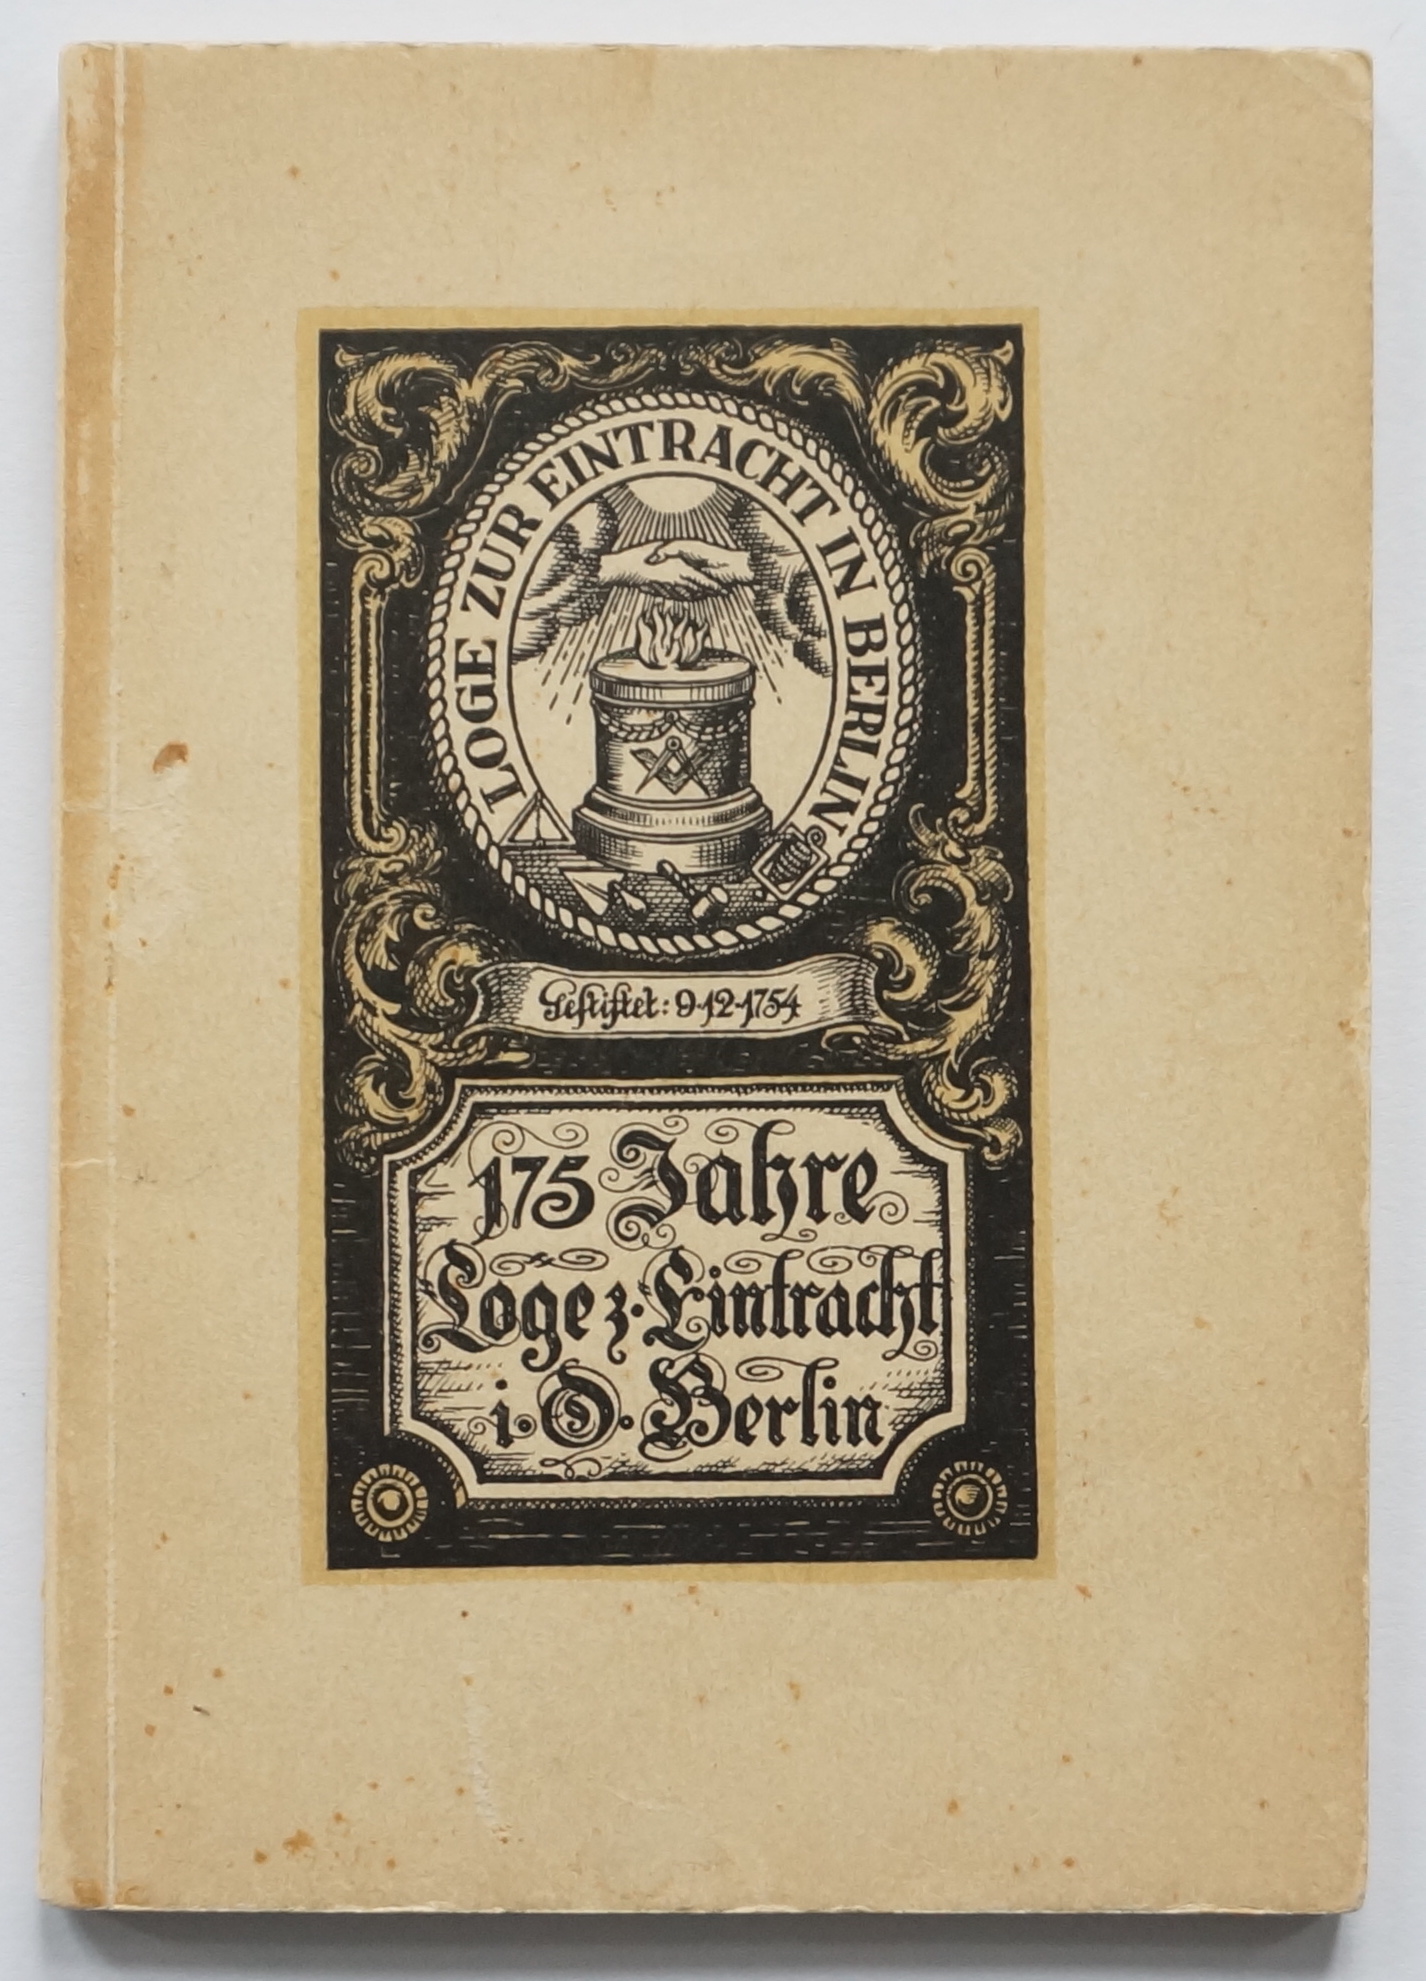 LOGE ZUR EINTRACHT IN BERLIN
Gestiftet: 9·12·1754
175 Jahre
Loge z. Eintracht
i. O. Berlin